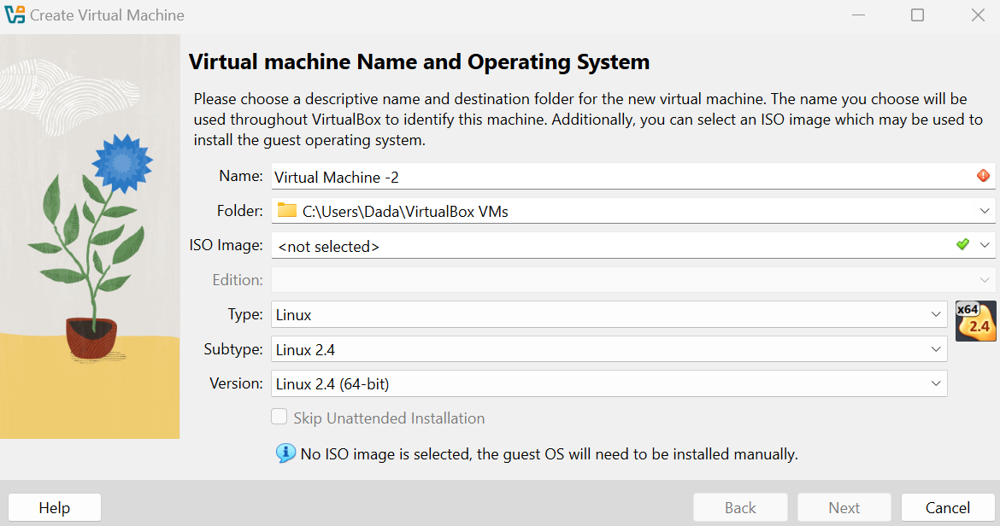 Create Virtual Machine
Virtual machine Name and Operating System
Please choose a descriptive name and destination folder for the new virtual machine. The name you choose will be
used throughout VirtualBox to identify this machine. Additionally, you can select an ISO image which may be used to
install the guest operating system.
Name: Virtual Machine -2
Folder: C:\Users\Dada\VirtualBox VMs
ISO Image: <not selected>
Edition:
Type: Linux
x64
2.4
Subtype: Linux 2.4
Version: Linux 2.4 (64-bit)
Skip Unattended Installation
No ISO image is selected, the guest OS will need to be installed manually.
Help Back Next Cancel